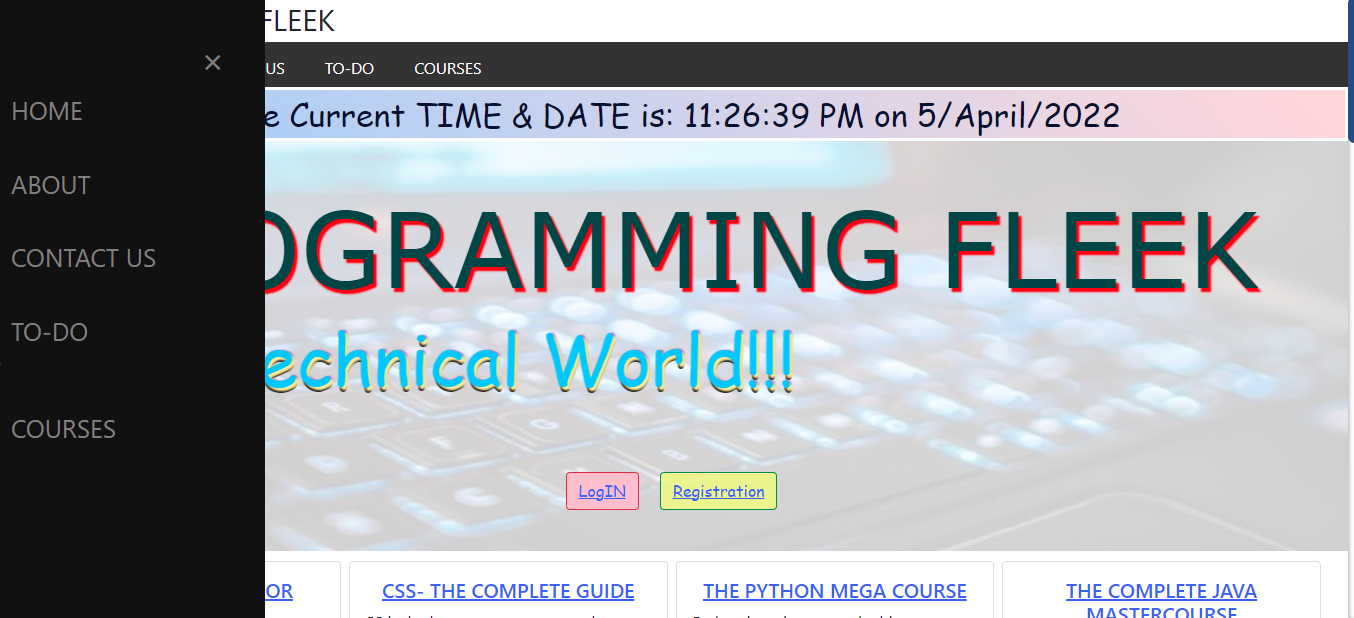 FLEEK
×
US TO-DO COURSES
HOME
ABOUT
CONTACT US
TO-DO
COURSES
e Current TIME & DATE is: 11:26:39 PM on 5/April/2022
OGRAMMING FLEEK
echnical World!!!
LogIN
Registration
OR
CSS- THE COMPLETE GUIDE
THE PYTHON MEGA COURSE
THE COMPLETE JAVA
MASTERCOURSE